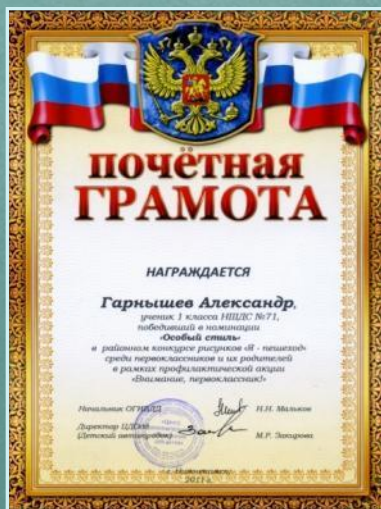 почётная
ГРАМОТА
НАГРАЖДАЕТСЯ
Гарнышев Александр,
ученик 1 класса НШДС №71,
победивший в номинации
«Особый стиль»
в районном конкурсе рисунков «Я - пешеход»
среди первоклассников и их родителей
в рамках профилактической акции
«Внимание, первоклассник!»
Начальник ОГИБДД Н.Н. Мальков
Директор
(Детский автогородок) М.Р. Закирова
г. Нижнекамск
2011 г.